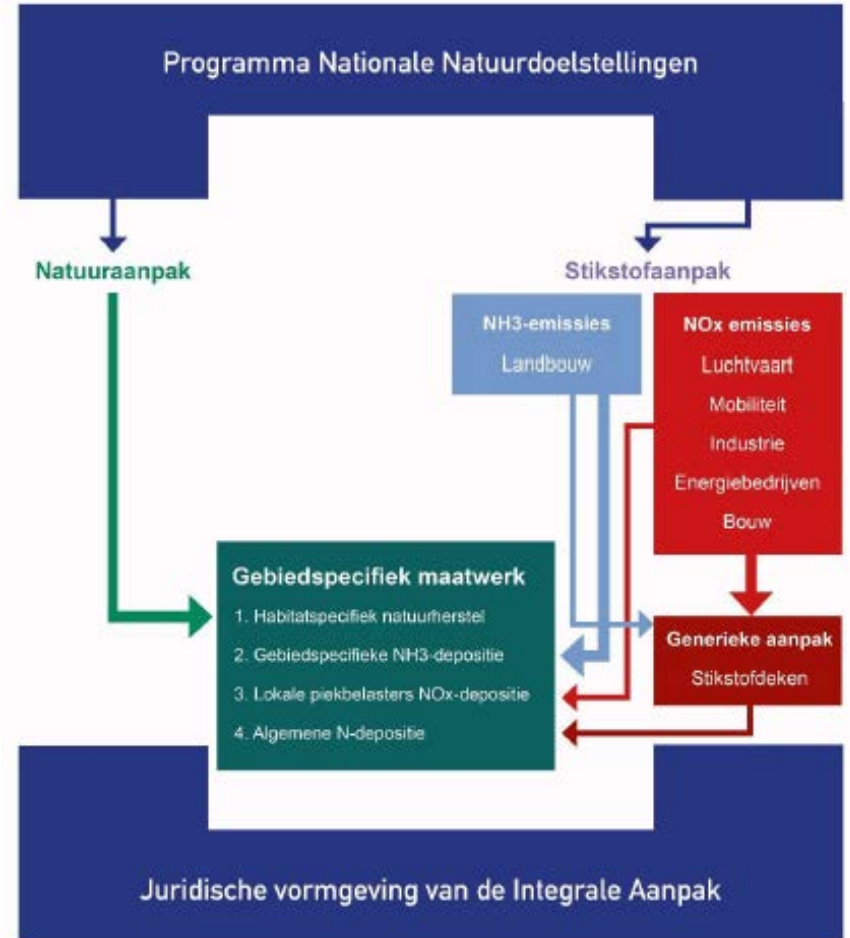 Programma Nationale Natuurdoelstellingen
Natuuraanpak
Stikstofaanpak
NH3-emissies
Landbouw
NOx emissies
Luchtvaart
Mobiliteit
Industrie
Energiebedrijven
Bouw
Gebiedspecifiek maatwerk
1. Habitatspecifiek natuurherstel
2. Gebiedspecifieke NH3-depositie
3. Lokale piekbelasters NOx-depositie
4. Algemene N-depositie
Generieke aanpak
Stikstofdeken
Juridische vormgeving van de Integrale Aanpak